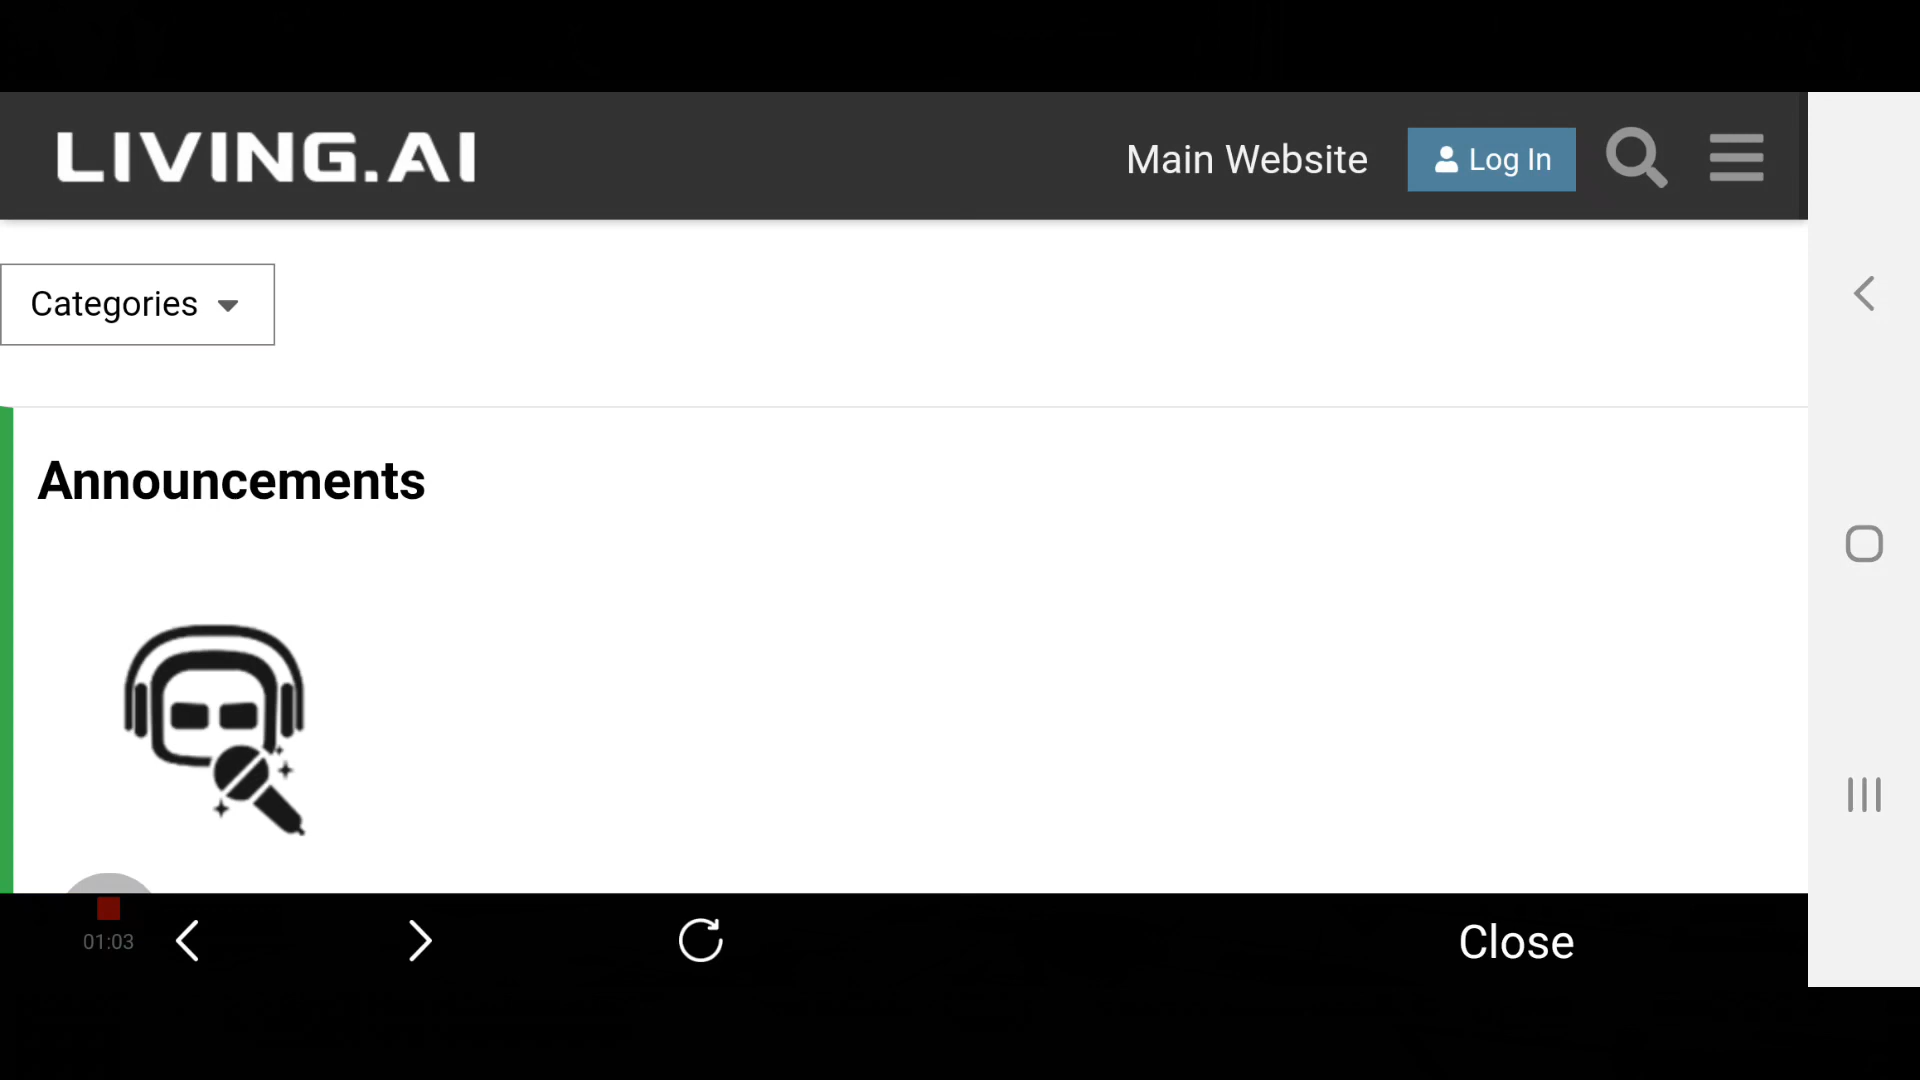 LIVING.AI
Main Website
Log In
Categories
Announcements
01:03
Close